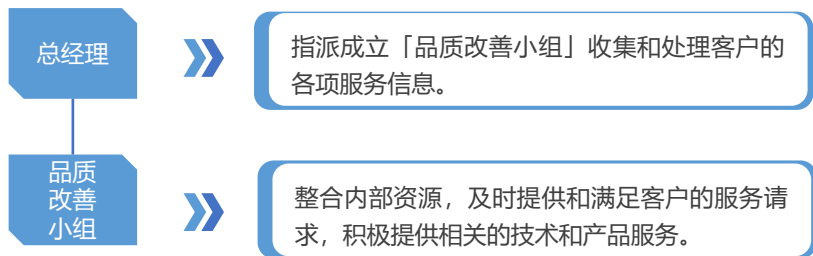 总经理
指派成立「品质改善小组」收集和处理客户的
各项服务信息。
品质
改善
小组
整合内部资源，及时提供和满足客户的服务请
求，积极提供相关的技术和产品服务。